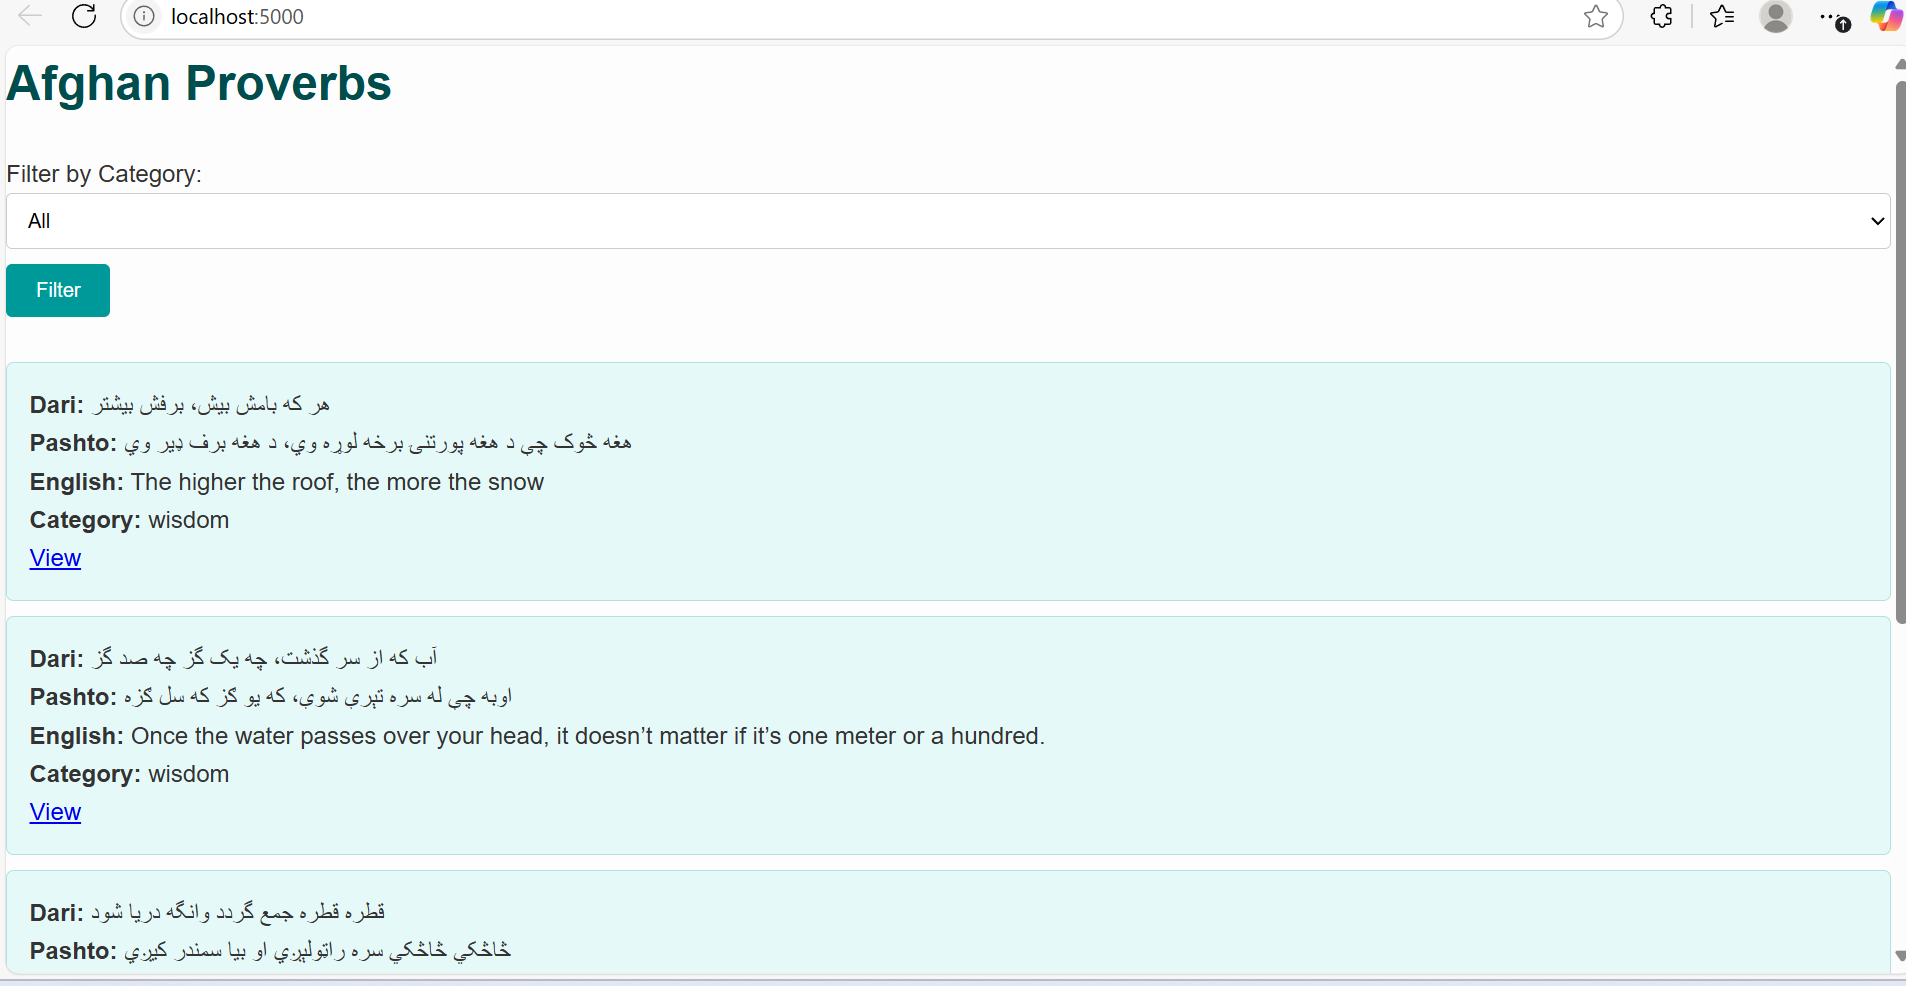 localhost:5000
Afghan Proverbs
Filter by Category:
All
Filter
Dari: هر که بامش بیش، برفش بیشتر
Pashto: هغه څوک چې د هغه پورتنۍ برخه لوړه وي، د هغه برف ډیر وي
English: The higher the roof, the more the snow
Category: wisdom
View
Dari: آب که از سر گذشت، چه یک گز چه صد گز
Pashto: اوبه چې له سره تېرې شوې، که یو ګز که سل ګزه
English: Once the water passes over your head, it doesn’t matter if it’s one meter or a hundred.
Category: wisdom
View
Dari: قطره قطره جمع گردد وانگه دریا شود
Pashto: څاڅکي څاڅکي سره راټولېږي او بیا سمندر کیږي